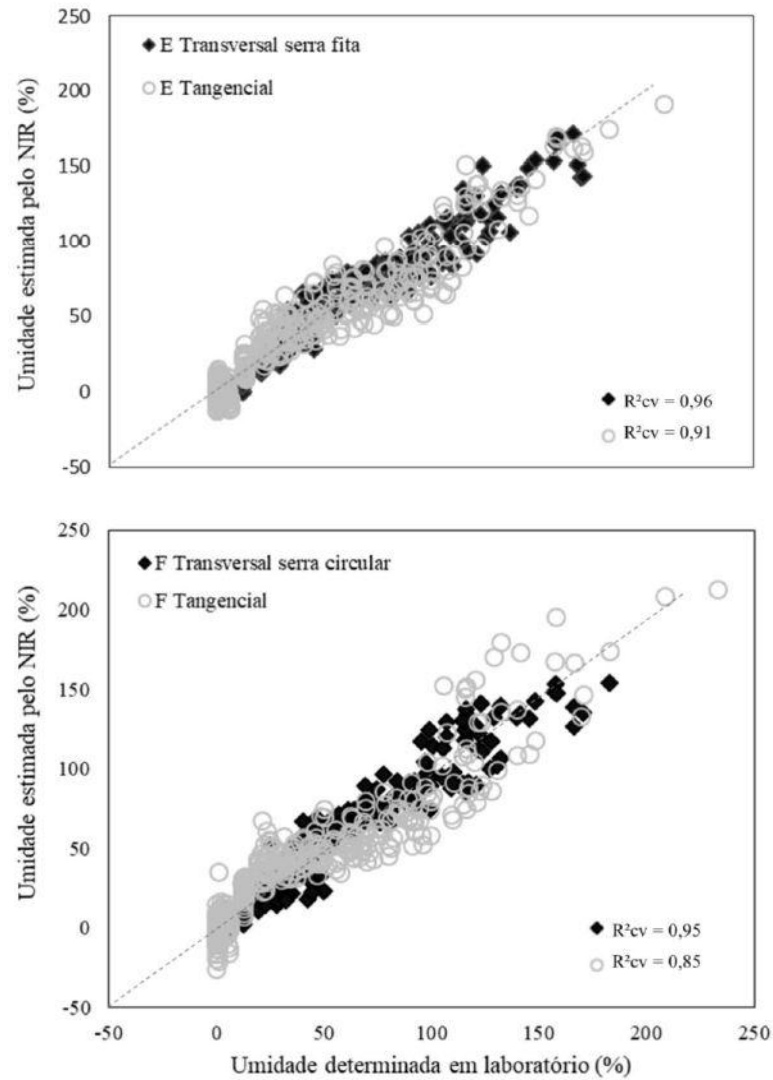 250
200
150
100
50
0
-50
Umidade estimada pelo NIR (%)
E Transversal serra fita
E Tangencial
R²cv = 0,96
R²cv = 0,91
250
200
150
100
50
0
-50
Umidade estimada pelo NIR (%)
F Transversal serra circular
F Tangencial
R²cv = 0,95
R²cv = 0,85
-50 0 50 100 150 200 250
Umidade determinada em laboratório (%)